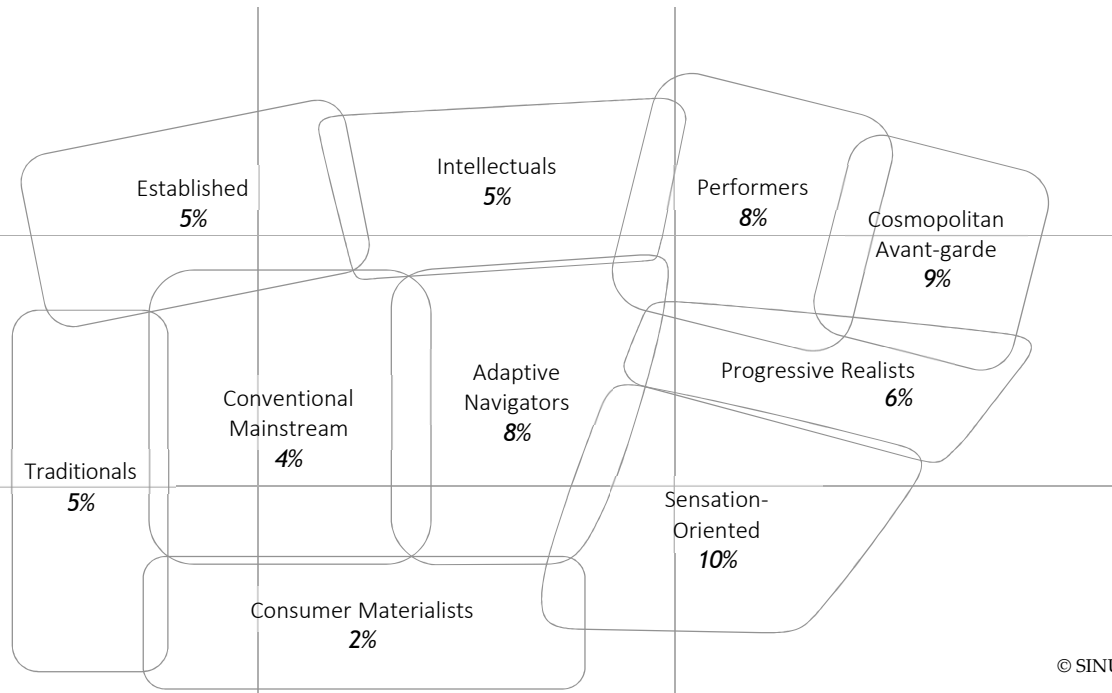 Established
5%
Intellectuals
5%
Performers
8%
Cosmopolitan
Avant-garde
9%
Traditionals
5%
Conventional
Mainstream
4%
Adaptive
Navigators
8%
Progressive Realists
6%
Sensation-
Oriented
10%
Consumer Materialists
2%
©